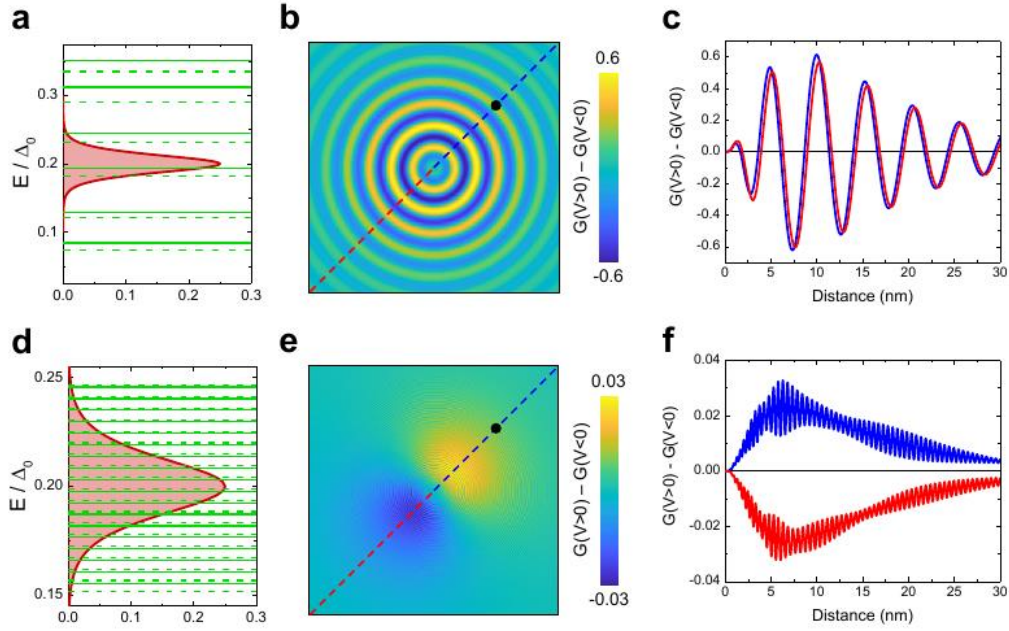 a
b
c
E / Δ0
0.3
0.2
0.1
0.0 0.1 0.2 0.3
0.6
G(V>0) − G(V<0)
-0.6
G(V>0) - G(V<0)
0.6
0.4
0.2
0.0
-0.2
-0.4
-0.6
0 5 10 15 20 25 30
Distance (nm)
d
e
f
E / Δ0
0.25
0.20
0.15
0.0 0.1 0.2 0.3
0.03
G(V>0) − G(V<0)
-0.03
G(V>0) - G(V<0)
0.04
0.02
0.00
-0.02
-0.04
0 5 10 15 20 25 30
Distance (nm)